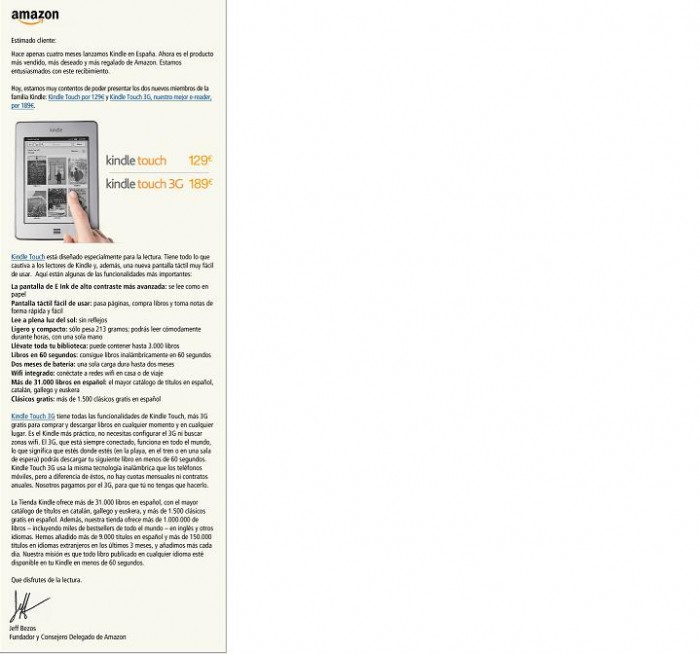 amazon
Estimado cliente:
Hace apenas cuatro meses lanzamos Kindle en España. Ahora es el producto
más vendido, más deseado y más regalado de Amazon. Estamos
entusiasmados con este recibimiento.
Hoy, estamos muy contentos de poder presentar los dos nuevos miembros de la
familia Kindle: Kindle Touch por 129€ y Kindle Touch 3G, nuestro mejor e-reader,
por 189€.
kindle
kindle touch 129€
kindle touch 3G 189€
Kindle Touch está diseñado especialmente para la lectura. Tiene todo lo que
cautiva a los lectores de Kindle y, además, una nueva pantalla táctil muy fácil
de usar. Aquí están algunas de las funcionalidades más importantes:
La pantalla de E Ink de alto contraste más avanzada: se lee como en
papel
Pantalla táctil fácil de usar: pasa páginas, compra libros y toma notas de
forma rápida y fácil
Lee a plena luz del sol: sin reflejos
Ligero y compacto: sólo pesa 213 gramos; podrás leer cómodamente
durante horas, con una sola mano
Llévate toda tu biblioteca: puede contener hasta 3.000 libros
Libros en 60 segundos: consigue libros inalámbricamente en 60 segundos
Dos meses de batería: una sola carga dura hasta dos meses
Wifi integrado: conéctate a redes wifi en casa o de viaje
Más de 31.000 libros en español: el mayor catálogo de títulos en español,
catalán, gallego y euskera
Clásicos gratis: más de 1.500 clásicos gratis en español
Kindle Touch 3G tiene todas las funcionalidades de Kindle Touch, más 3G
gratis para comprar y descargar libros en cualquier momento y en cualquier
lugar. Es el Kindle más práctico, no necesitas configurar el 3G ni buscar
zonas wifi. El 3G, que está siempre conectado, funciona en todo el mundo,
lo que significa que estés donde estés (en la playa, en el tren o en una sala de
espera) podrás descargar tu siguiente libro en menos de 60 segundos.
Kindle Touch 3G usa la misma tecnología inalámbrica que los teléfonos
móviles, pero a diferencia de éstos, no hay cuotas mensuales ni contratos
anuales. Nosotros pagamos por el 3G, para que tú no tengas que hacerlo.
La Tienda Kindle ofrece más de 31.000 libros en español, con el mayor
catálogo de títulos en catalán, gallego y euskera, y más de 1.500 clásicos
gratis en español. Además, nuestra tienda ofrece más de 1.000.000 de
libros – incluyendo miles de bestsellers de todo el mundo – en inglés y otros
idiomas. Hemos añadido más de 9.000 títulos en español y más de 150.000
títulos en idiomas extranjeros en los últimos 3 meses, y añadimos más cada
día. Nuestra misión es que todo libro publicado en cualquier idioma esté
disponible en tu Kindle en menos de 60 segundos.
Que disfrutes de la lectura.
Jeff
Jeff Bezos
Fundador y Consejero Delegado de Amazon